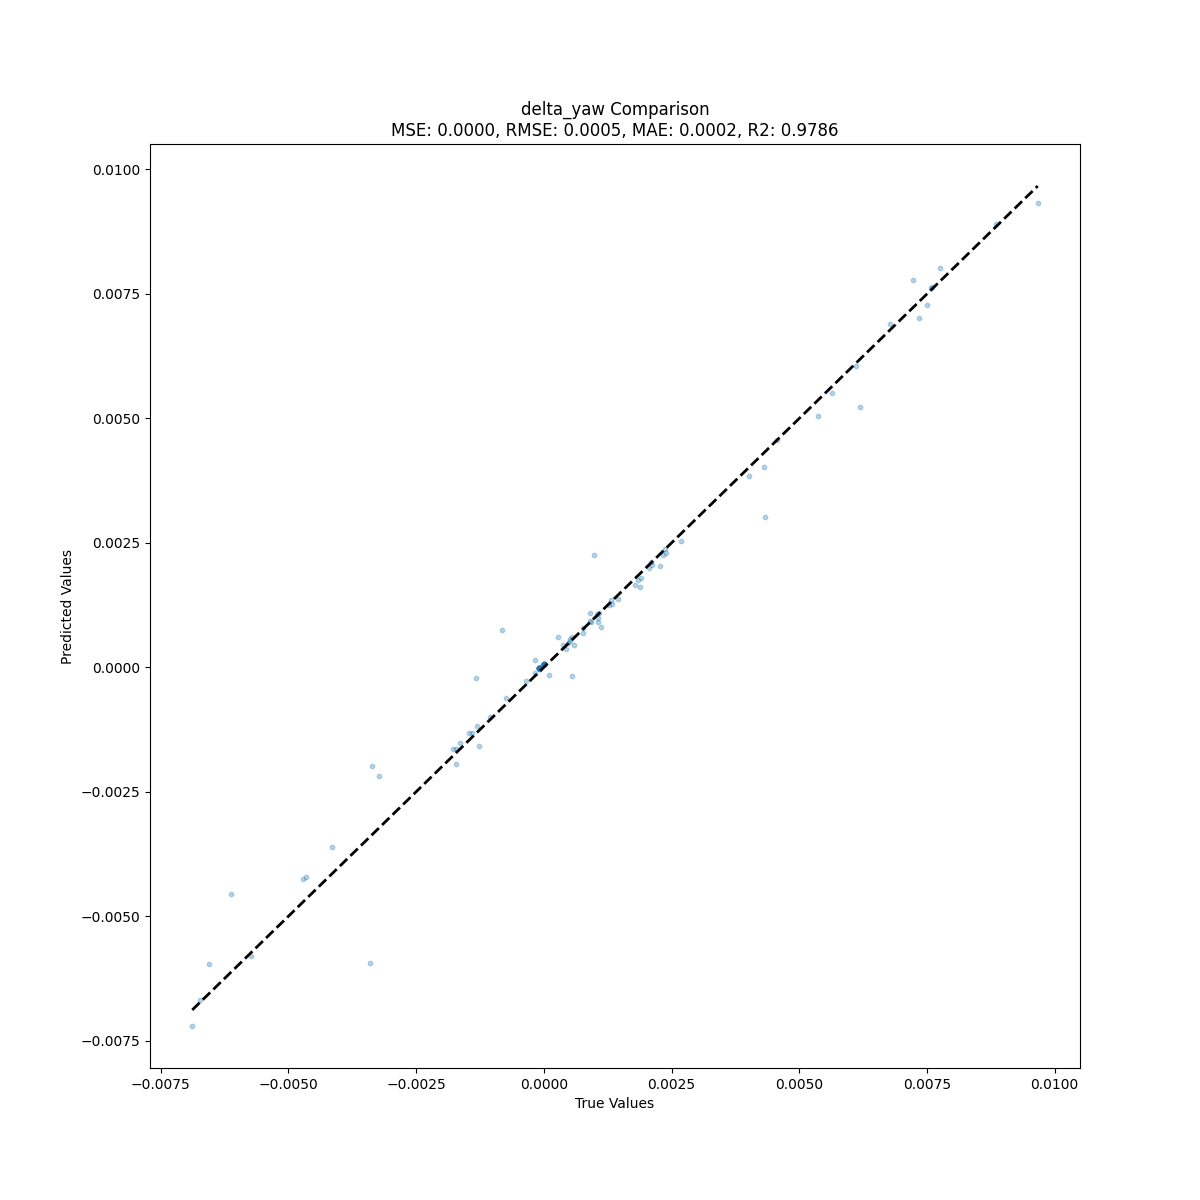 delta_yaw Comparison
MSE: 0.0000, RMSE: 0.0005, MAE: 0.0002, R2: 0.9786
0.0100
0.0075
0.0050
0.0025
0.0000
−0.0025
−0.0050
−0.0075
Predicted Values
−0.0075 −0.0050 −0.0025 0.0000 0.0025 0.0050 0.0075 0.0100
True Values